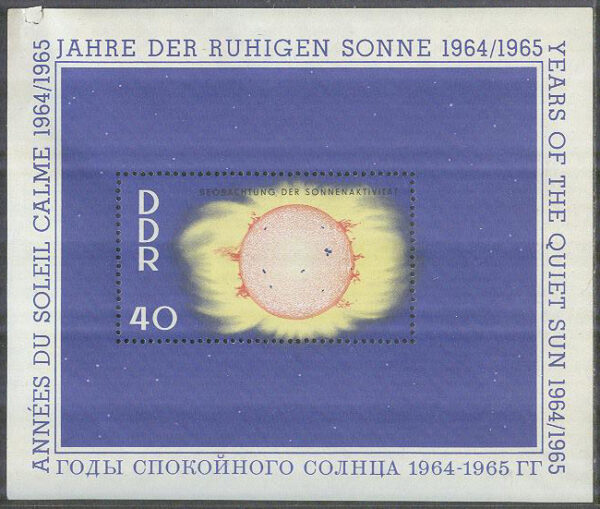 JAHRE DER RUHIGEN SONNE 1964/1965
YEARS OF THE QUIET SUN 1964/1965
ANNÉES DU SOLEIL CALME 1964/1965
BEOBACHTUNG DER SONNENAKTIVITÄT
DDR
40
ГОДЫ СПОКОЙНОГО СОЛНЦА 1964-1965 ГГ